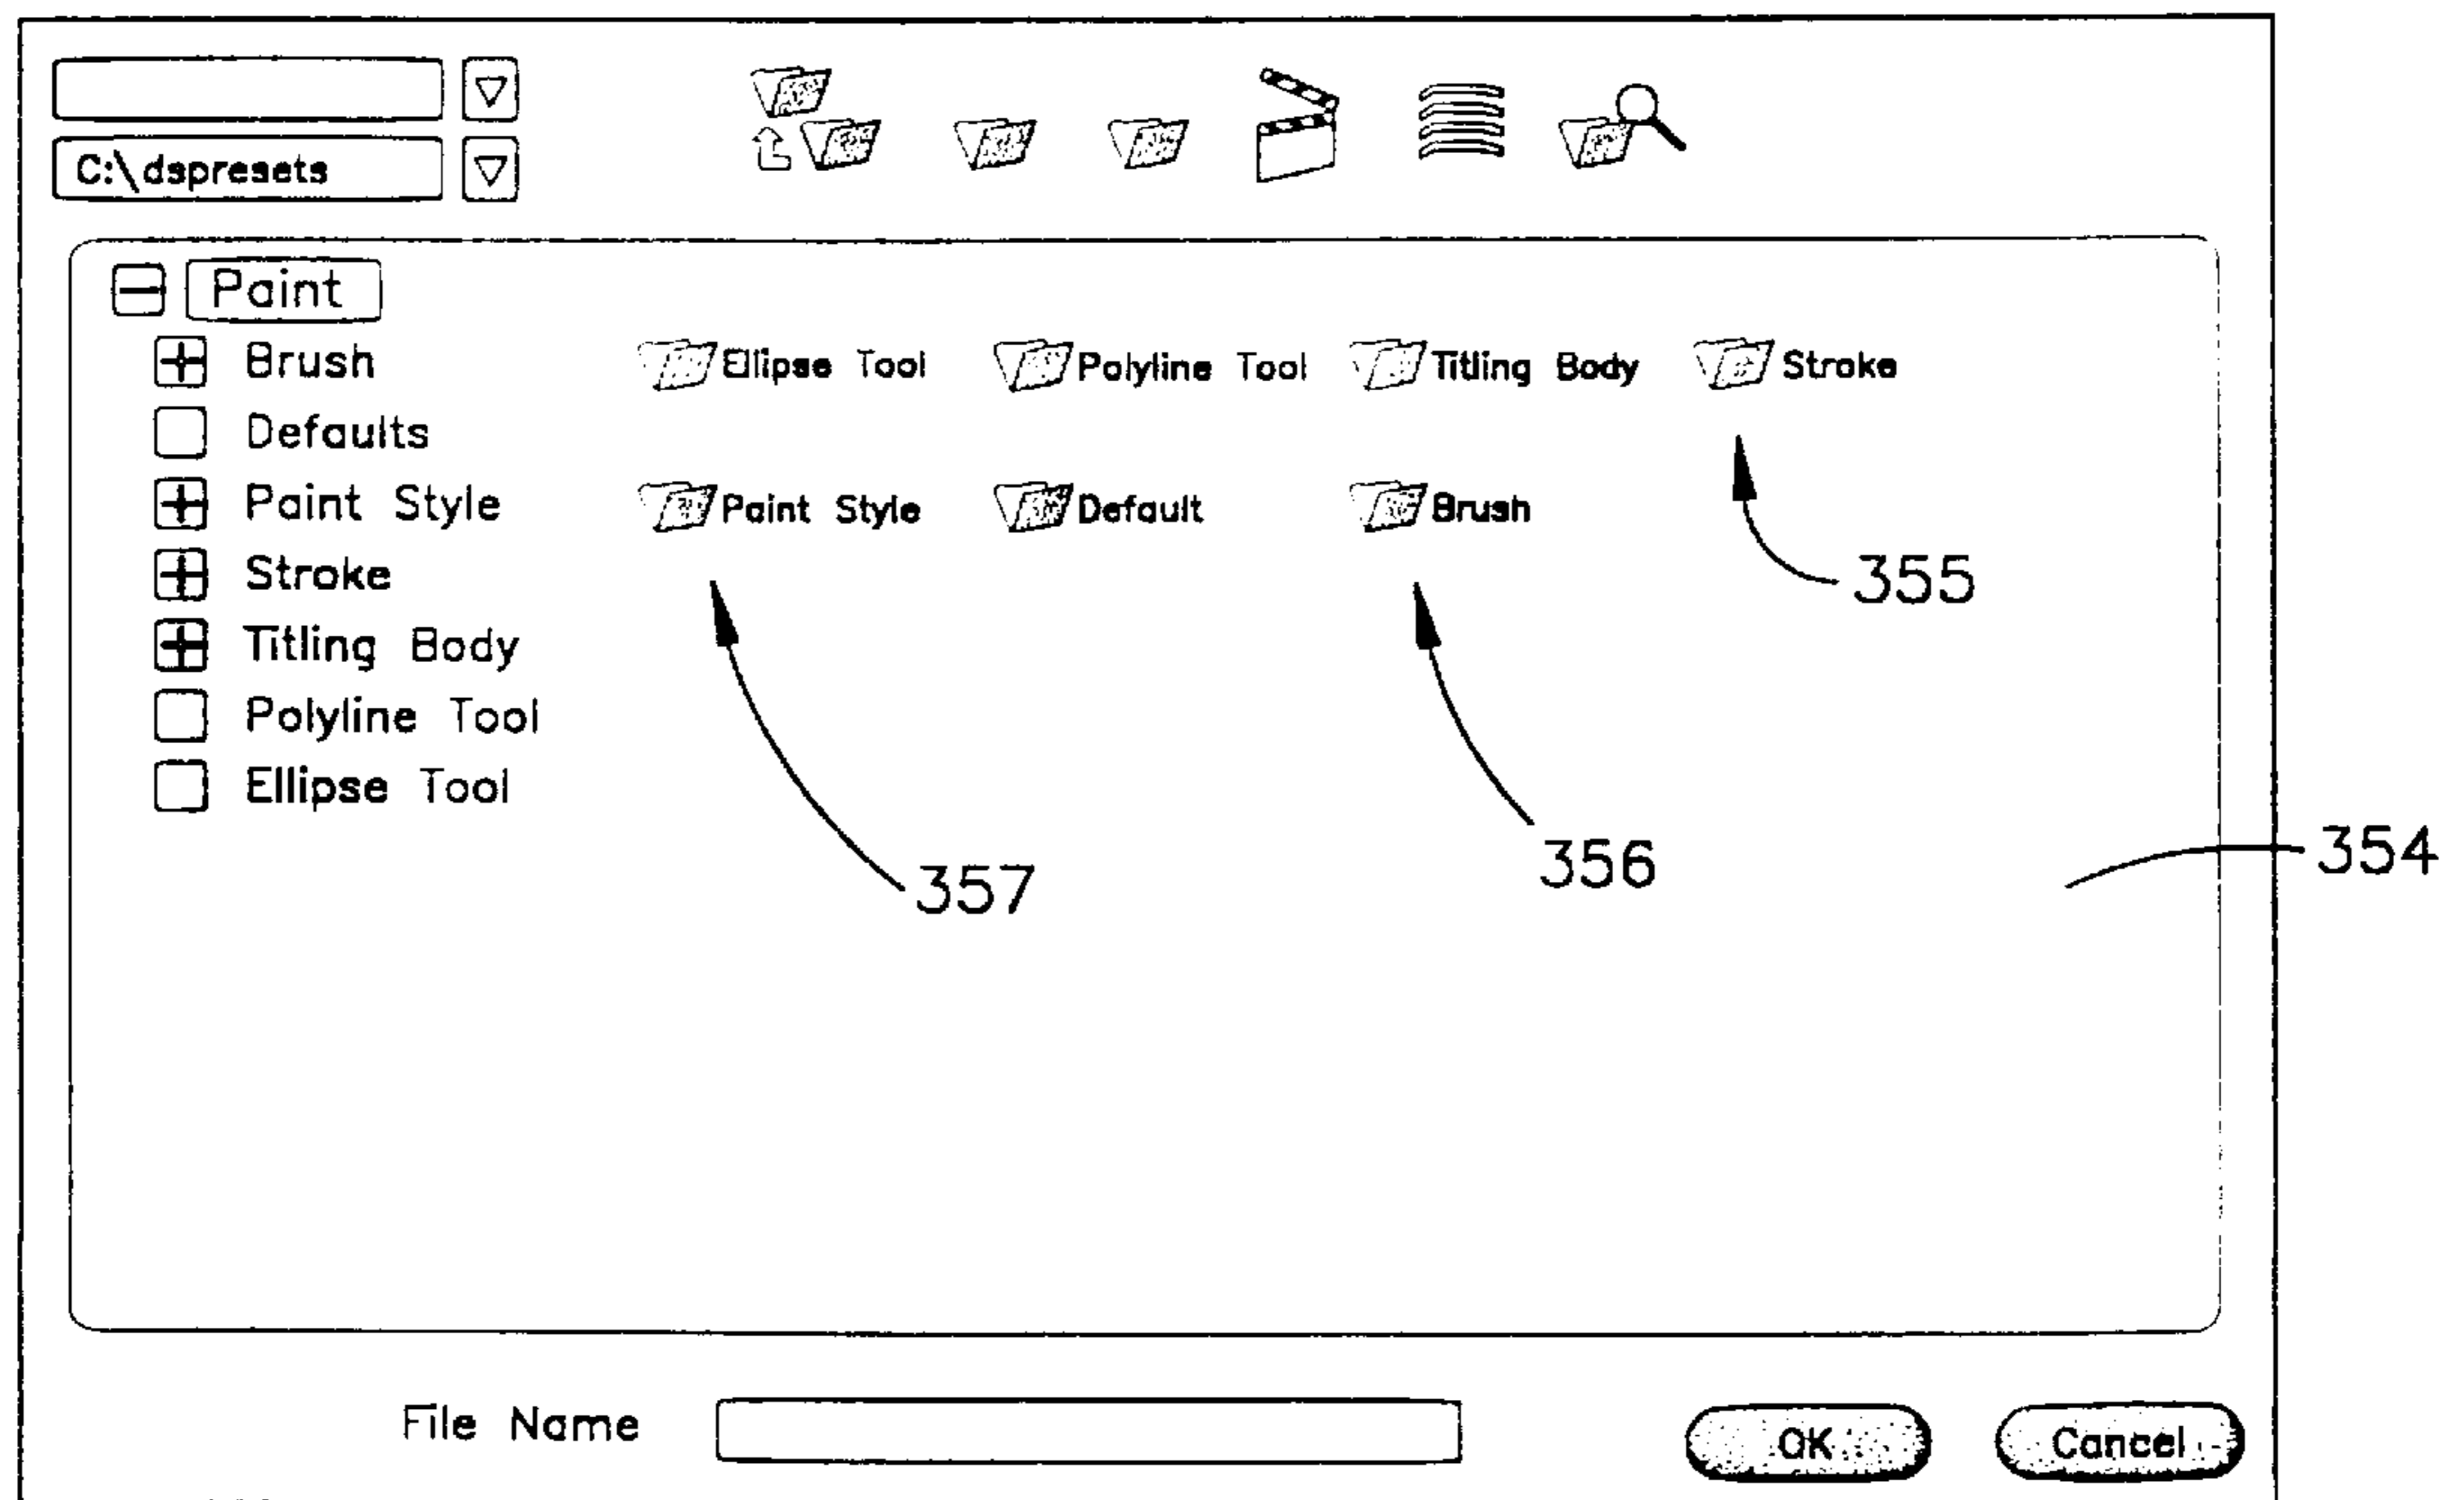 C:\dspresets
Paint
Brush
Ellipse Tool Polyline Tool Titling Body Stroke
Defaults
Paint Style
Paint Style Default Brush
Stroke
355
Titling Body
Polyline Tool
Ellipse Tool
357
356
354
File Name
OK
Cancel